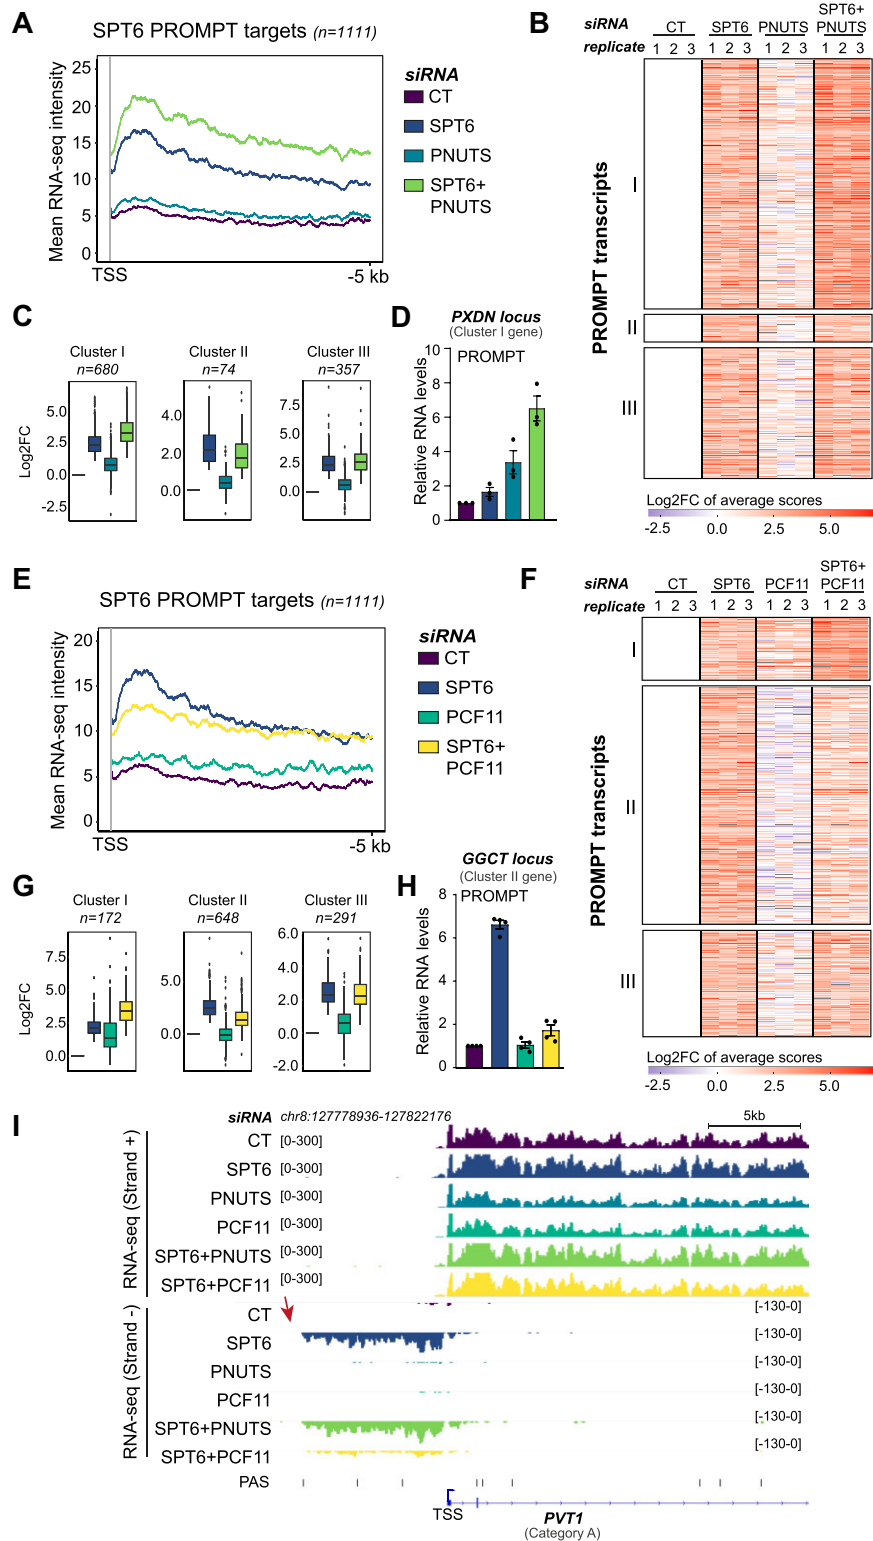 A
SPT6 PROMPT targets (n=1111)
Mean RNA-seq intensity
25
20
15
10
5
0
TSS
-5 kb
siRNA
CT
SPT6
PNUTS
SPT6+
PNUTS
B
siRNA
CT
SPT6
PNUTS
SPT6+
PNUTS
replicate
1 2 3 1 2 3 1 2 3 1 2 3
PROMPT transcripts
I
II
III
Log2FC of average scores
-2.5 0.0 2.5 5.0
C
Cluster I
n=680
Log2FC
5.0
2.5
0.0
-2.5
Cluster II
n=74
4.0
2.0
0.0
Cluster III
n=357
7.5
5.0
2.5
0.0
D
PXDN locus
(Cluster I gene)
PROMPT
Relative RNA levels
10
8
6
4
2
0
E
SPT6 PROMPT targets (n=1111)
Mean RNA-seq intensity
20
15
10
5
0
TSS
-5 kb
siRNA
CT
SPT6
PCF11
SPT6+
PCF11
F
siRNA
CT
SPT6
PCF11
SPT6+
PCF11
replicate
1 2 3 1 2 3 1 2 3 1 2 3
PROMPT transcripts
I
II
III
Log2FC of average scores
-2.5 0.0 2.5 5.0
G
Cluster I
n=172
Log2FC
7.5
5.0
2.5
0.0
Cluster II
n=648
5.0
0.0
Cluster III
n=291
6.0
4.0
2.0
0.0
-2.0
H
GGCT locus
(Cluster II gene)
PROMPT
Relative RNA levels
8
6
4
2
0
I
siRNA chr8:127778936-127822176
5kb
RNA-seq (Strand +)
CT [0-300]
SPT6 [0-300]
PNUTS [0-300]
PCF11 [0-300]
SPT6+PNUTS [0-300]
SPT6+PCF11 [0-300]
RNA-seq (Strand -)
CT [-130-0]
SPT6 [-130-0]
PNUTS [-130-0]
PCF11 [-130-0]
SPT6+PNUTS [-130-0]
SPT6+PCF11 [-130-0]
PAS
TSS
PVT1
(Category A)